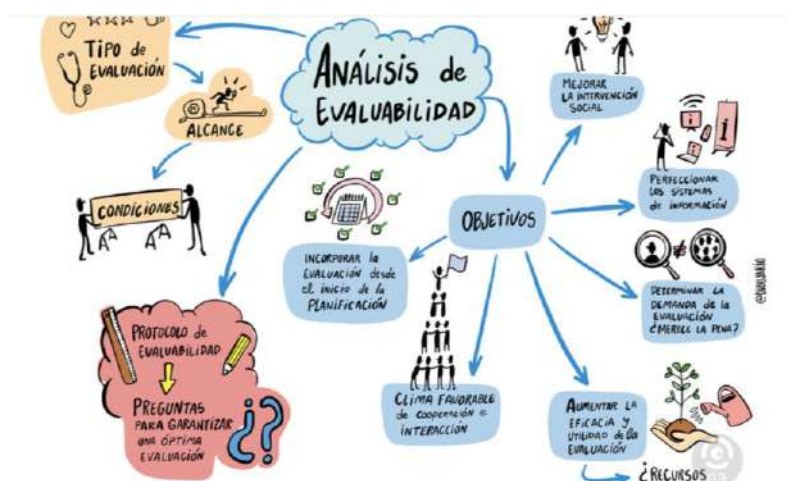 TIPO de
EVALUACIÓN
ALCANCE
CONDICIONES
ANÁLISIS de
EVALUABILIDAD
PROTOCOLO de
EVALUABILIDAD
PREGUNTAS
PARA GARANTIZAR
UNA ÓPTIMA
EVALUACIÓN
¿?
OBJETIVOS
INCORPORAR la
EVALUACIÓN DESDE
el INICIO de la
PLANIFICACIÓN
CLIMA FAVORABLE
de COOPERACIÓN e
INTERACCIÓN
MEJORAR
LA INTERVENCIÓN
SOCIAL
PERFECCIONAR
LOS SISTEMAS
de INFORMACIÓN
DETERMINAR LA
DEMANDA de la
EVALUACIÓN
¿MERECE LA PENA?
AUMENTAR LA
EFICACIA y
UTILIDAD de la
EVALUACIÓN
¿RECURSOS